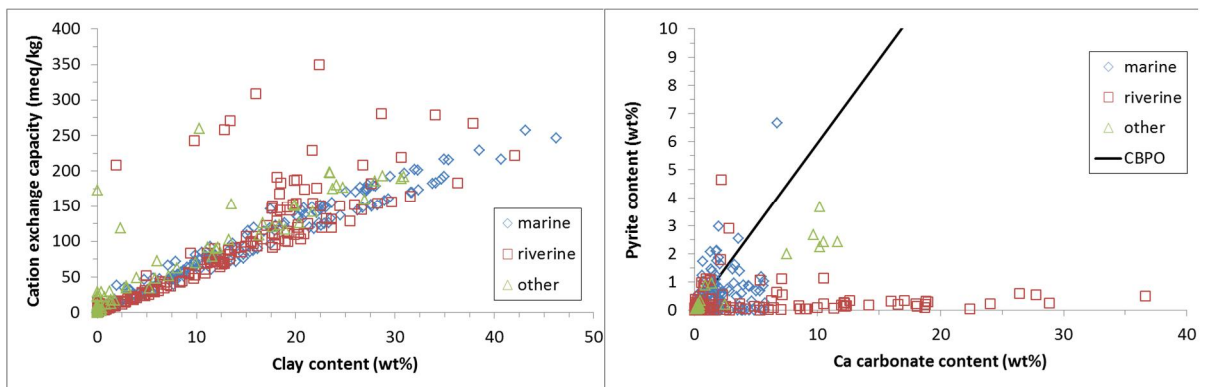 Cation exchange capacity (meq/kg)
400
350
300
250
200
150
100
50
0
0 10 20 30 40 50
Clay content (wt%)
marine
riverine
other
Pyrite content (wt%)
10
9
8
7
6
5
4
3
2
1
0
0 10 20 30 40
Ca carbonate content (wt%)
marine
riverine
other
CBPO